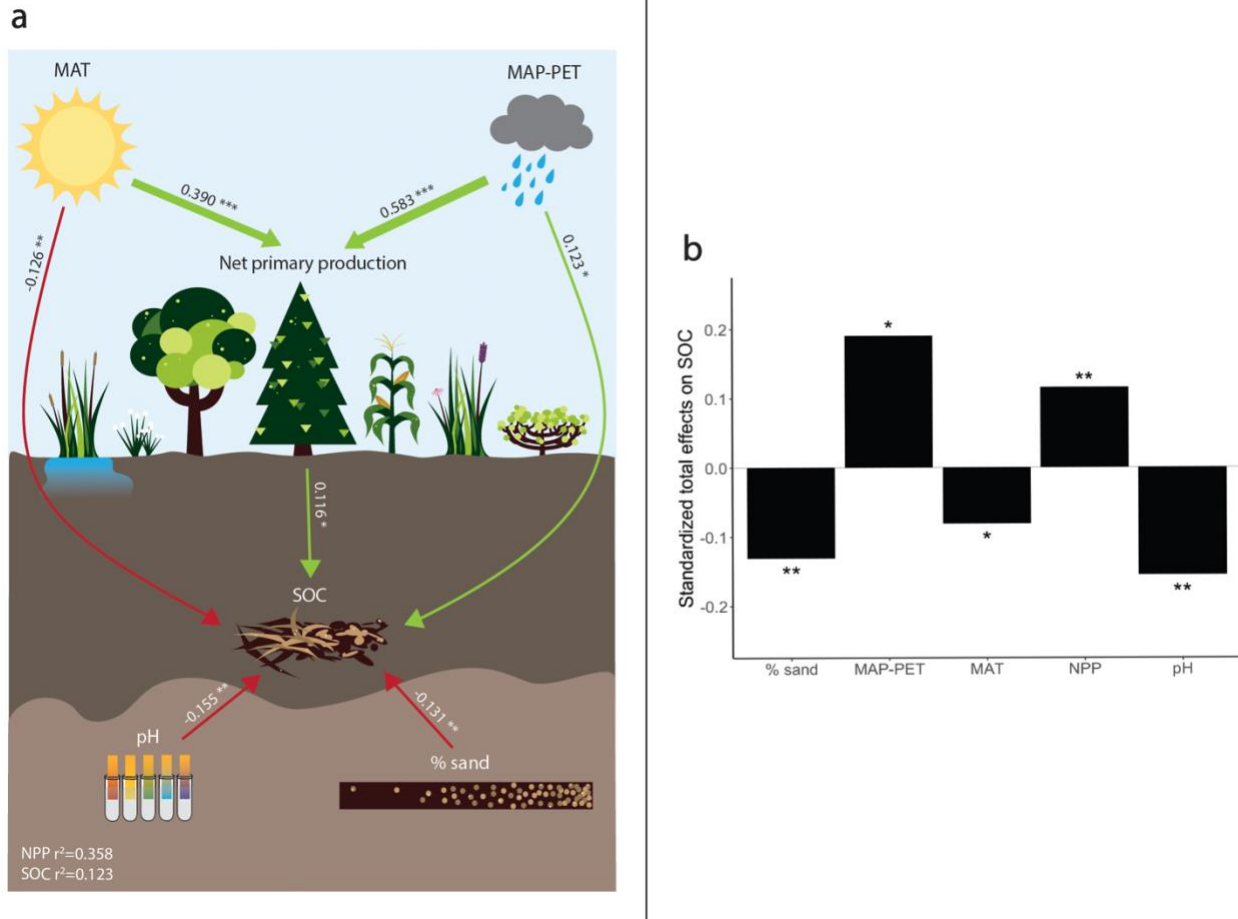 a
MAT
MAP-PET
0.390 ***
0.583 ***
-0.126 **
0.123 *
Net primary production
0.116 *
SOC
-0.155 **
-0.131 **
pH
% sand
NPP r²=0.358
SOC r²=0.123
b
Standardized total effects on SOC
0.2
0.1
0.0
-0.1
-0.2
*
**
**
*
**
% sand
MAP-PET
MAT
NPP
pH